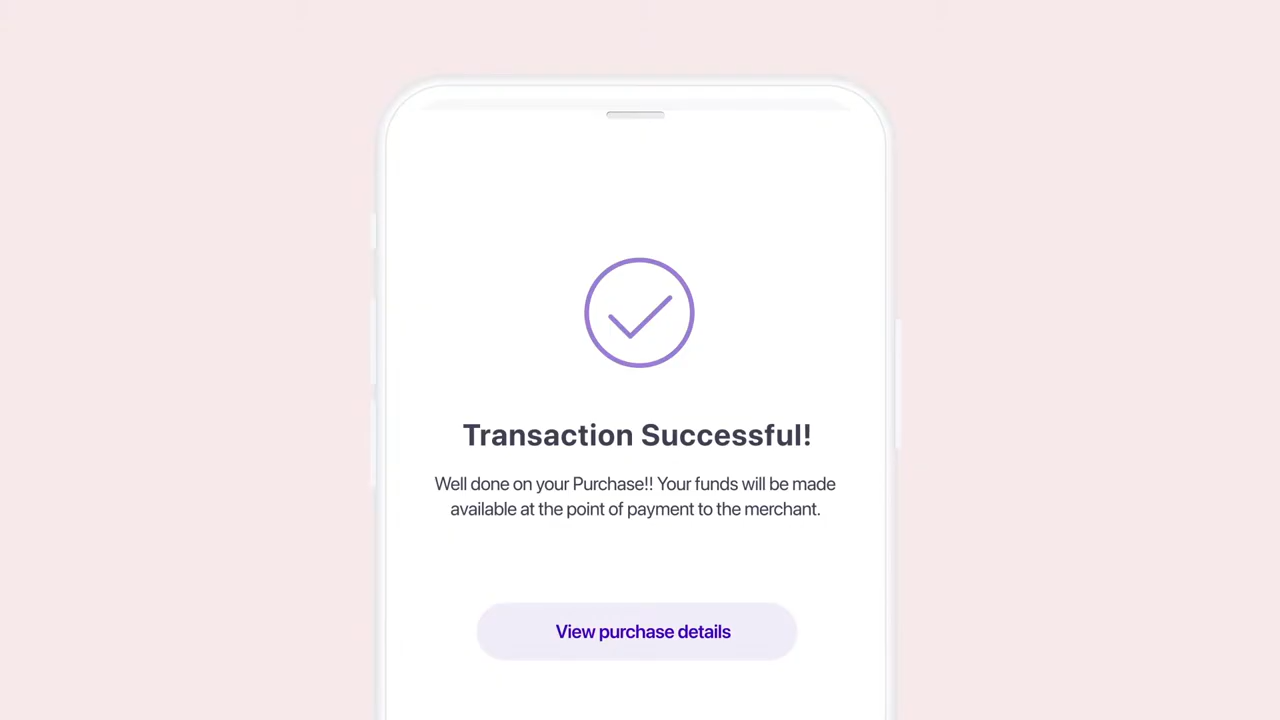 Transaction Successful!
Well done on your Purchase!! Your funds will be made
available at the point of payment to the merchant.
View purchase details